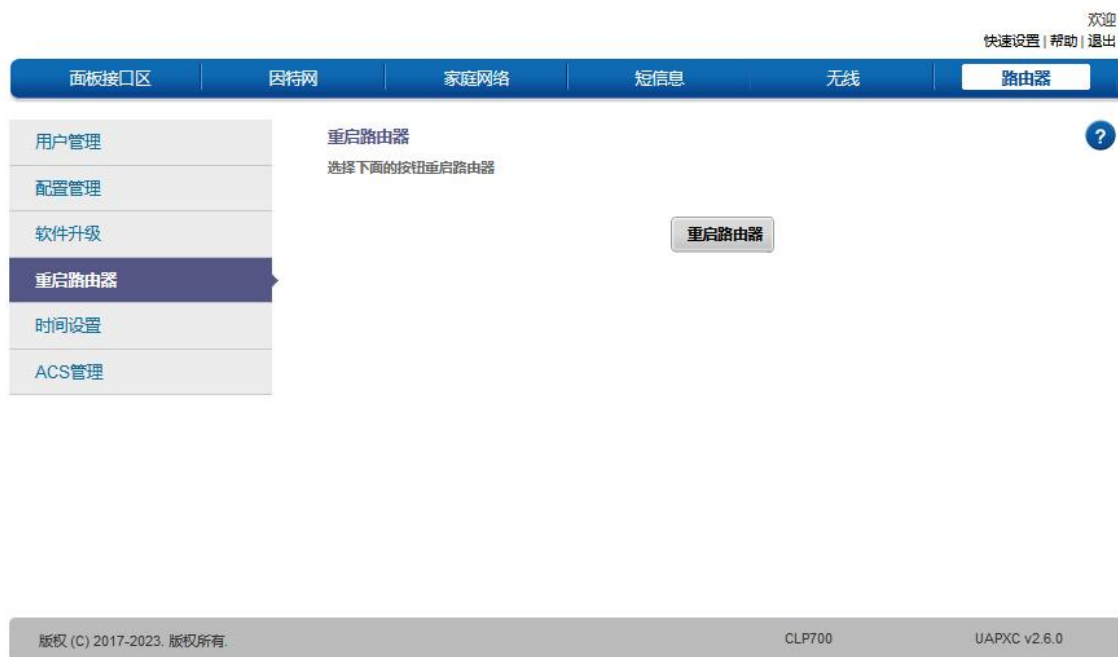 欢迎
快速设置 | 帮助 | 退出
面板接口区 因特网 家庭网络 短信息 无线 路由器
用户管理
配置管理
软件升级
重启路由器
时间设置
ACS管理
重启路由器
选择下面的按钮重启路由器
?
重启路由器
版权 (C) 2017-2023. 版权所有. CLP700 UAPXC v2.6.0